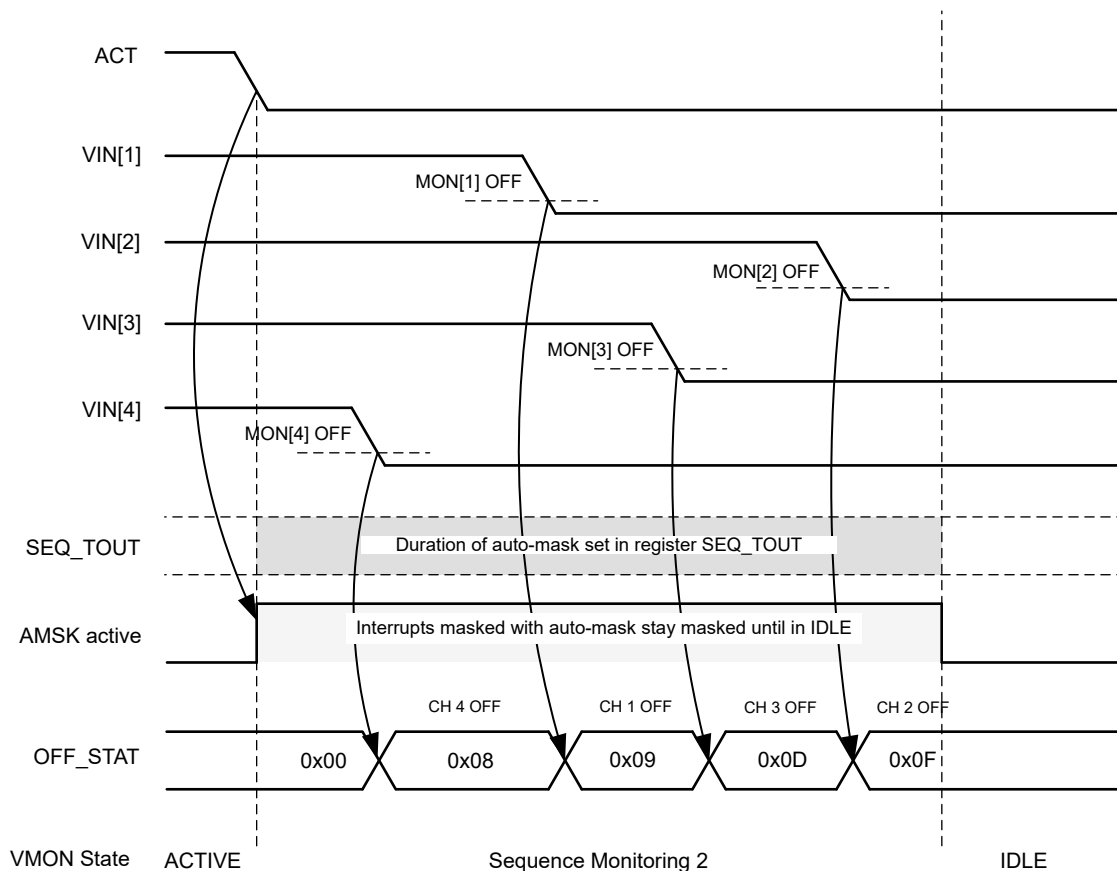 ACT
VIN[1]
MON[1] OFF
VIN[2]
MON[2] OFF
VIN[3]
MON[3] OFF
VIN[4]
MON[4] OFF
SEQ_TOUT
Duration of auto-mask set in register SEQ_TOUT
AMSK active
Interrupts masked with auto-mask stay masked until in IDLE
CH 4 OFF CH 1 OFF CH 3 OFF CH 2 OFF
OFF_STAT 0x00 0x08 0x09 0x0D 0x0F
VMON State ACTIVE Sequence Monitoring 2 IDLE